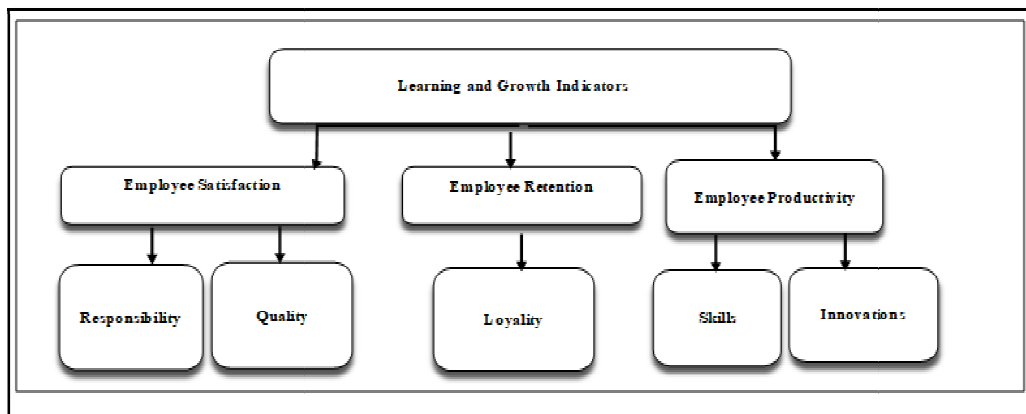 Learning and Growth Indicators
Employee Satisfaction
Employee Retention
Employee Productivity
Responsibility
Quality
Loyality
Skills
Innovations